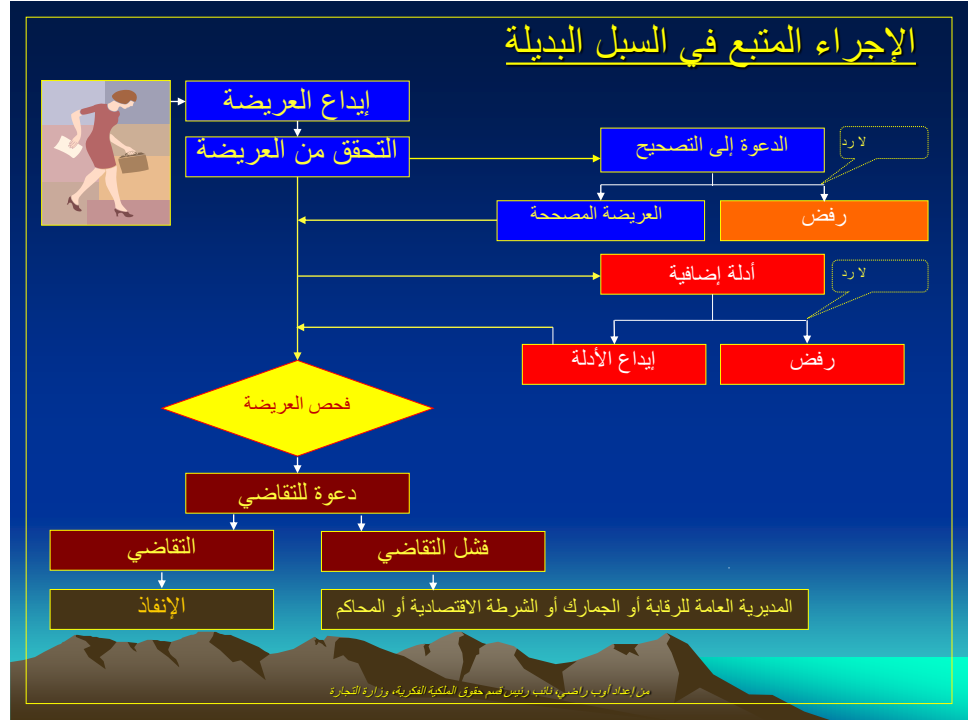 الإجراء المتبع في السبل البديلة
إيداع العريضة
التحقق من العريضة
الدعوة إلى التصحيح
لا رد
العريضة المصححة
رفض
أدلة إضافية
لا رد
إيداع الأدلة
رفض
فحص العريضة
دعوة للتقاضي
التقاضي
فشل التقاضي
الإنفاذ
المديرية العامة للرقابة أو الجمارك أو الشرطة الاقتصادية أو المحاكم
من إعداد أوب راضي، نائب رئيس قسم حقوق الملكية الفكرية، وزارة التجارة